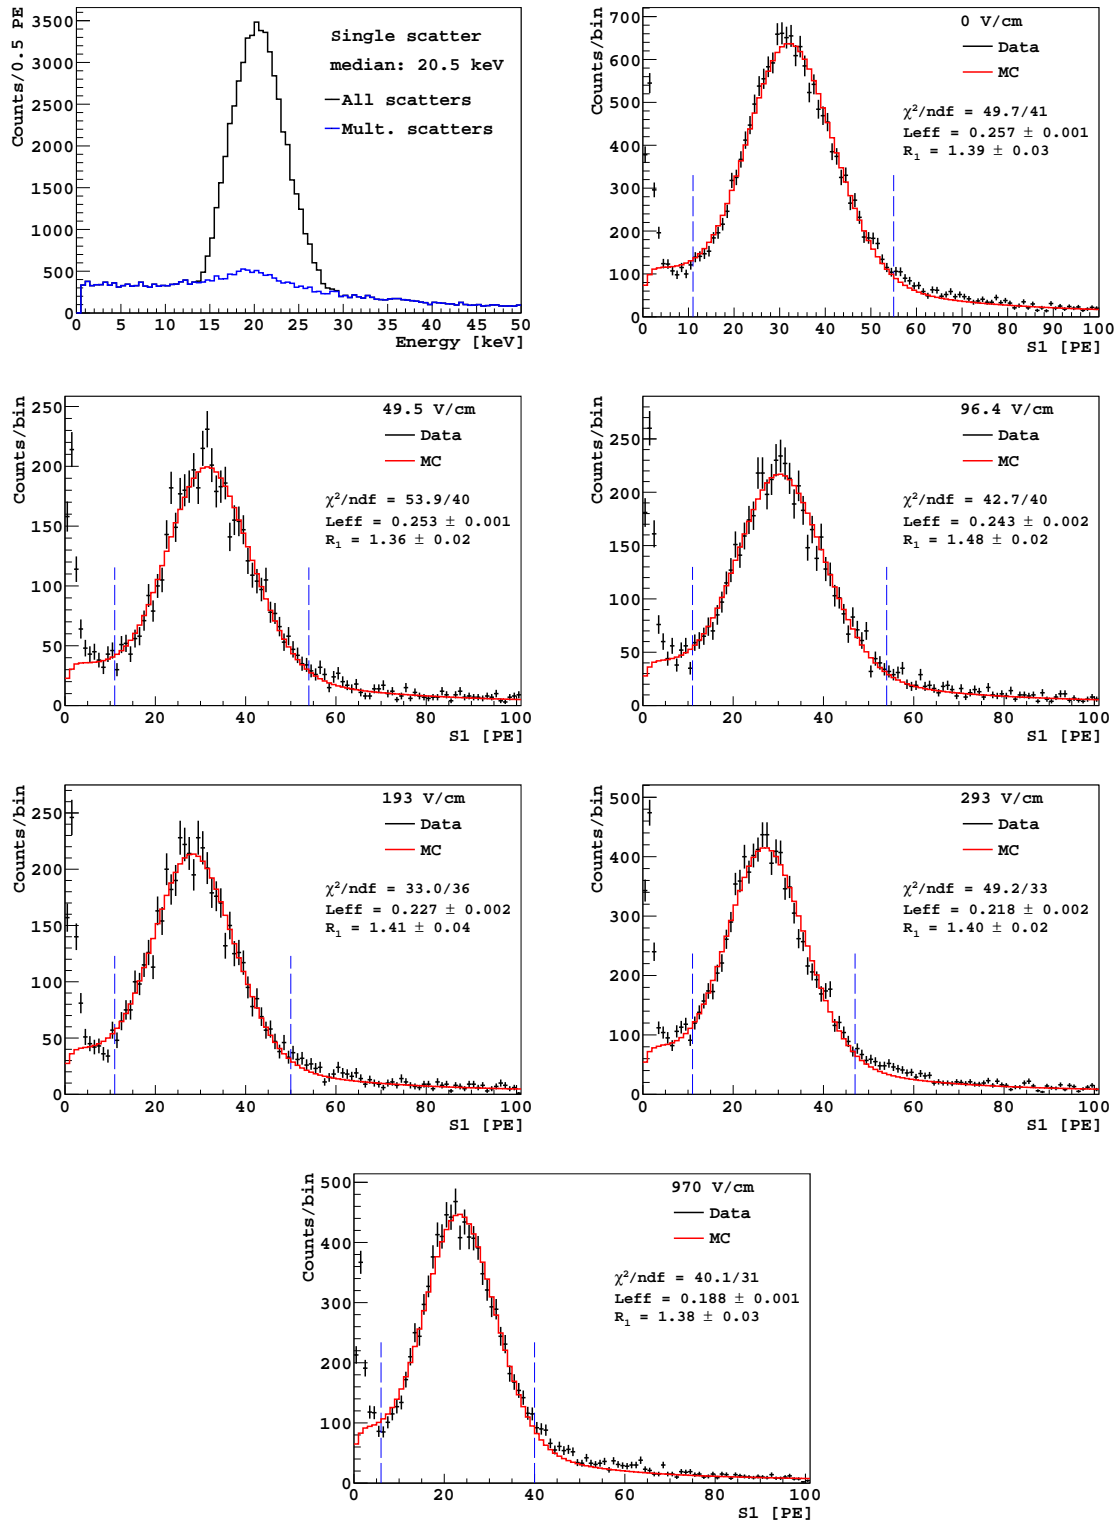 Counts/0.5 PE
3500
3000
2500
2000
1500
1000
500
0
Single scatter
median: 20.5 keV
All scatters
Mult. scatters
0 5 10 15 20 25 30 35 40 45 50
Energy [keV]
Counts/bin
700
600
500
400
300
200
100
0
0 V/cm
Data
MC
χ²/ndf = 49.7/41
Leff = 0.257 ± 0.001
R₁ = 1.39 ± 0.03
0 10 20 30 40 50 60 70 80 90 100
S1 [PE]
Counts/bin
250
200
150
100
50
0
49.5 V/cm
Data
MC
χ²/ndf = 53.9/40
Leff = 0.253 ± 0.001
R₁ = 1.36 ± 0.02
0 20 40 60 80 100
S1 [PE]
Counts/bin
250
200
150
100
50
0
96.4 V/cm
Data
MC
χ²/ndf = 42.7/40
Leff = 0.243 ± 0.002
R₁ = 1.48 ± 0.02
0 20 40 60 80 100
S1 [PE]
Counts/bin
250
200
150
100
50
0
193 V/cm
Data
MC
χ²/ndf = 33.0/36
Leff = 0.227 ± 0.002
R₁ = 1.41 ± 0.04
0 20 40 60 80 100
S1 [PE]
Counts/bin
500
400
300
200
100
0
293 V/cm
Data
MC
χ²/ndf = 49.2/33
Leff = 0.218 ± 0.002
R₁ = 1.40 ± 0.02
0 20 40 60 80 100
S1 [PE]
Counts/bin
500
400
300
200
100
0
970 V/cm
Data
MC
χ²/ndf = 40.1/31
Leff = 0.188 ± 0.001
R₁ = 1.38 ± 0.03
0 20 40 60 80 100
S1 [PE]